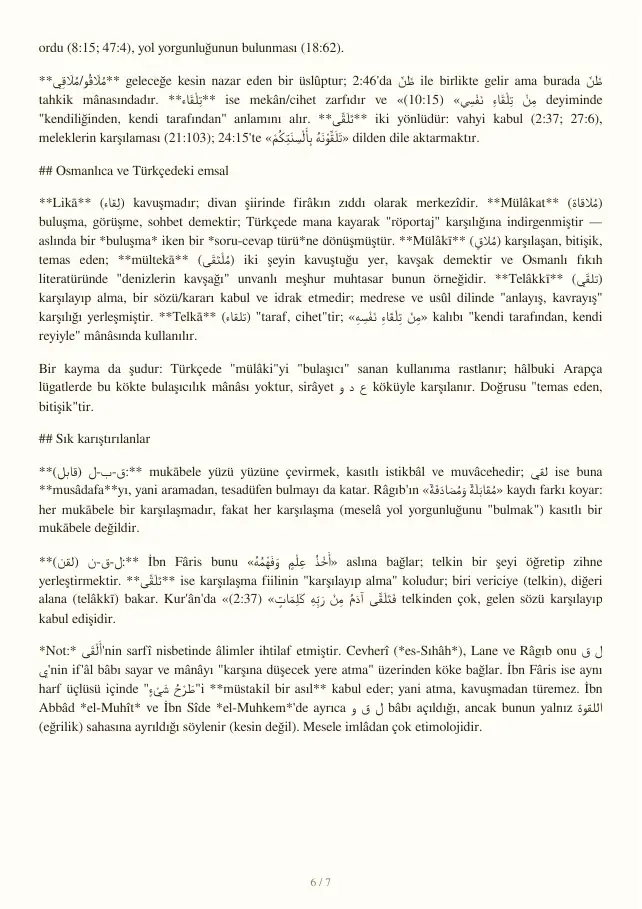 ordu (8:15; 47:4), yol yorgunluğunun bulunması (18:62).
**مُلَاقُو/مُلَاقِي** geleceğe kesin nazar eden bir üslûptur; 2:46'da ظَنّ ile birlikte gelir ama burada ظَنّ
tahkik mânasındadır. **تِلْقَاء** ise mekân/cihet zarfıdır ve «مِنْ تِلْقَاءِ نَفْسِي» (10:15) deyiminde
"kendiliğinden, kendi tarafından" anlamını alır. **تَلَقَّى** iki yönlüdür: vahyi kabul (2:37; 27:6),
meleklerin karşılaması (21:103); 24:15'te «تَلَقَّوْنَهُ بِأَلْسِنَتِكُمْ» dilden dile aktarmaktır.
## Osmanlıca ve Türkçedeki emsal
**Likā** (لِقاء) kavuşmadır; divan şiirinde firâkın zıddı olarak merkezîdir. **Mülâkat** (مُلاقاة)
buluşma, görüşme, sohbet demektir; Türkçede mana kayarak "röportaj" karşılığına indirgenmiştir —
aslında bir *buluşma* iken bir *soru-cevap türü*ne dönüşmüştür. **Mülâkī** (مُلاقٍ) karşılaşan, bitişik,
temas eden; **mültekā** (مُلْتَقَى) iki şeyin kavuştuğu yer, kavşak demektir ve Osmanlı fıkıh
literatüründe "denizlerin kavşağı" unvanlı meşhur muhtasar bunun örneğidir. **Telâkkī** (تلقّي)
karşılayıp alma, bir sözü/kararı kabul ve idrak etmedir; medrese ve usûl dilinde "anlayış, kavrayış"
karşılığı yerleşmiştir. **Telkā** (تلقاء) "taraf, cihet"tir; «مِنْ تِلْقَاءِ نَفْسِهِ» kalıbı "kendi tarafından, kendi
reyiyle" mânâsında kullanılır.
Bir kayma da şudur: Türkçede "mülâki"yi "bulaşıcı" sanan kullanıma rastlanır; hâlbuki Arapça
lügatlerde bu kökte bulaşıcılık mânâsı yoktur, sirâyet ع د و köküyle karşılanır. Doğrusu "temas eden,
bitişik"tir.
## Sık karıştırılanlar
**ق-ب-ل (قابل):** mukābele yüzü yüzüne çevirmek, kasıtlı istikbâl ve muvâcehedir; لقي ise buna
**musâdafa**yı, yani aramadan, tesadüfen bulmayı da katar. Râgıb'ın «مُقَابَلَةً وَمُصَادَفَةً» kaydı farkı koyar:
her mukābele bir karşılaşmadır, fakat her karşılaşma (meselâ yol yorgunluğunu "bulmak") kasıtlı bir
mukābele değildir.
**ل-ق-ن (لقن):** İbn Fâris bunu «أَخْذُ عِلْمٍ وَفَهْمُهُ» aslına bağlar; telkin bir şeyi öğretip zihne
yerleştirmektir. **تَلَقَّى** ise karşılaşma fiilinin "karşılayıp alma" koludur; biri vericiye (telkin), diğeri
alana (telâkkī) bakar. Kur'ân'da «فَتَلَقَّى آدَمُ مِنْ رَبِّهِ كَلِمَاتٍ» (2:37) telkinden çok, gelen sözü karşılayıp
kabul edişidir.
*Not:* أَلْقَى'nin sarfî nisbetinde âlimler ihtilaf etmiştir. Cevherî (*es-Sıhâh*), Lane ve Râgıb onu ل ق
ي'nin if'âl bâbı sayar ve mânâyı "karşına düşecek yere atma" üzerinden köke bağlar. İbn Fâris ise aynı
harf üçlüsü içinde "طَرْحُ شَيْءٍ"i **müstakil bir asıl** kabul eder; yani atma, kavuşmadan türemez. İbn
Abbâd *el-Muhît* ve İbn Sîde *el-Muhkem*'de ayrıca ل ق و bâbı açıldığı, ancak bunun yalnız اللقوة
(eğrilik) sahasına ayrıldığı söylenir (kesin değil). Mesele imlâdan çok etimolojidir.
6 / 7